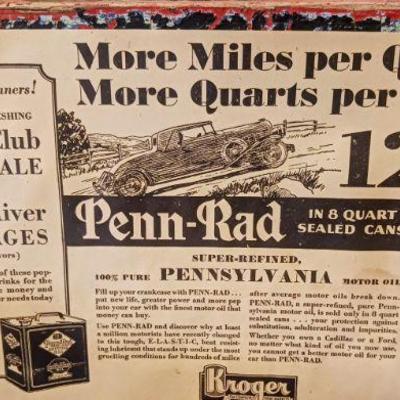 More Miles per
More Quarts per
12
Penn-Rad
IN 8 QUART
SEALED CANS
SUPER-REFINED,
100% PURE PENNSYLVANIA MOTOR OIL
Fill up your crankcase with PENN-RAD ...
put new life, greater power and more pep
into your car with the finest motor oil that
money can buy.
Use PENN-RAD and discover why at least
a million motorists have recently changed
to this tough, E-L-A-S-T-I-C, heat resist-
ing lubricant that stands up under the most
gruelling conditions for hundreds of miles
after average motor oils break down.
PENN-RAD, a super-refined, pure Penn-
sylvania motor oil, is sold only in 8 quart
sealed cans . . . your protection against
substitution, adulteration and impurities.
Whether you own a Cadillac or a Ford,
no matter what kind of oil you now use,
you cannot get a better motor oil for your
car than PENN-RAD.
Kroger
ners!
SHING
Club
ALE
iver
AGES
vors)
of these pop-
rinks for the
e money and
r needs today